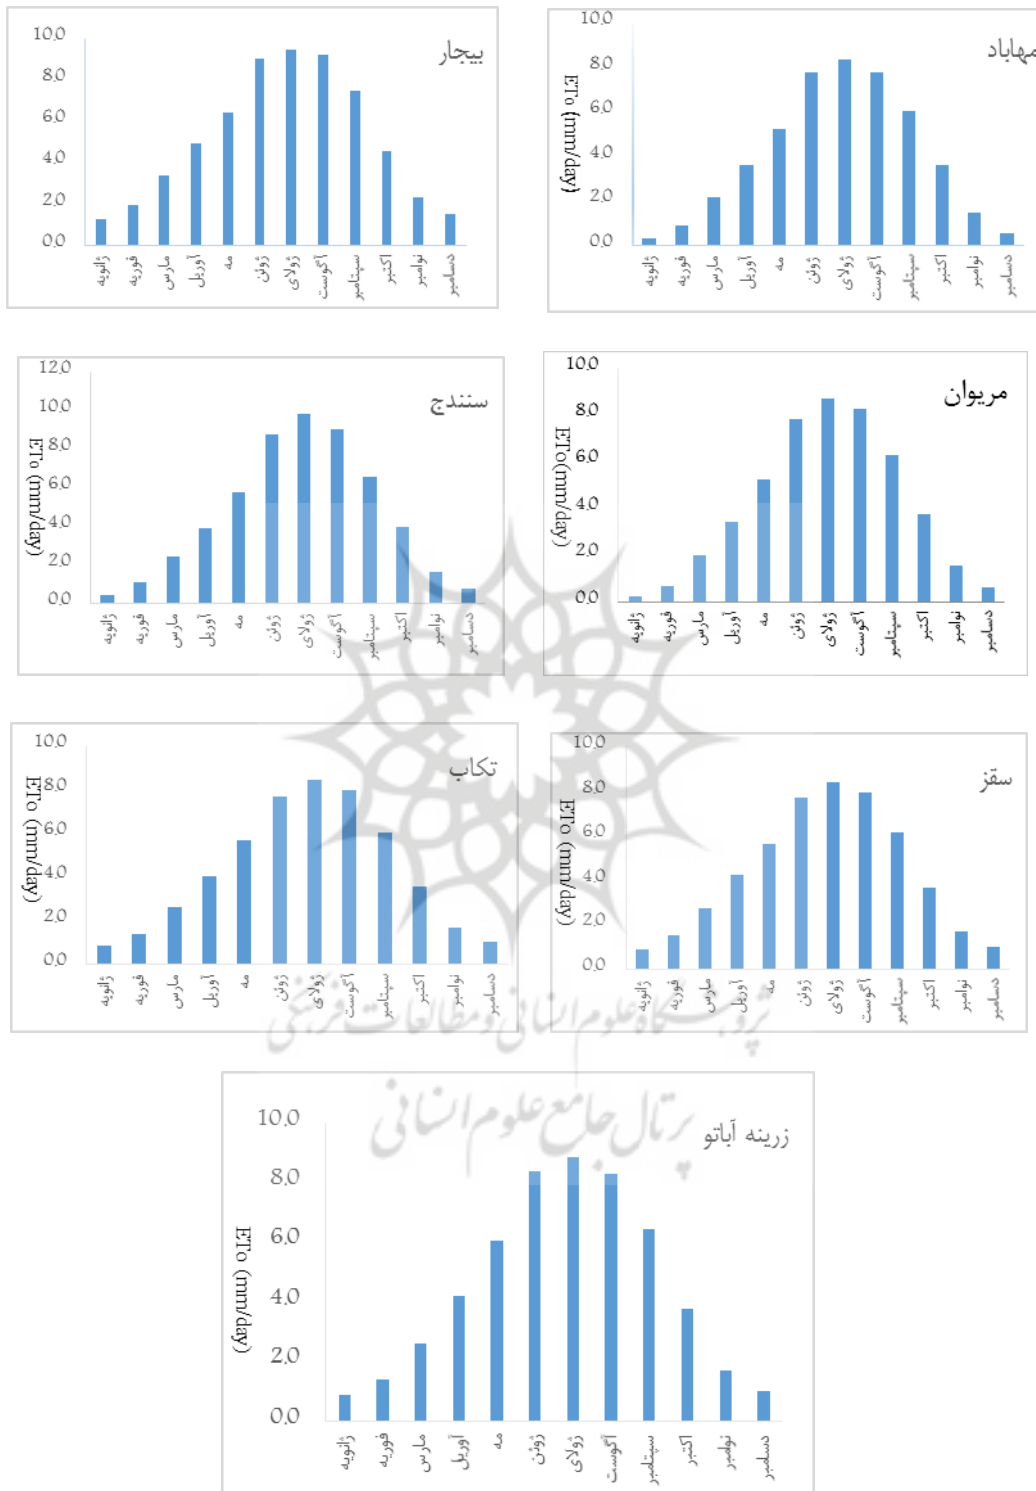 بیجار
10.0
8.0
6.0
4.0
2.0
0.0
ژانویه
فوریه
مارس
آوریل
مه
ژوئن
ژولای
آگوست
سپتامبر
اکتبر
نوامبر
دسامبر
مهاباد
ETo (mm/day)
10.0
8.0
6.0
4.0
2.0
0.0
ژانویه
فوریه
مارس
آوریل
مه
ژوئن
ژولای
آگوست
سپتامبر
اکتبر
نوامبر
دسامبر
سنندج
ETo (mm/day)
12.0
10.0
8.0
6.0
4.0
2.0
0.0
ژانویه
فوریه
مارس
آوریل
مه
ژوئن
ژولای
آگوست
سپتامبر
اکتبر
نوامبر
دسامبر
مریوان
ETo(mm/day)
10.0
8.0
6.0
4.0
2.0
0.0
ژانویه
فوریه
مارس
آوریل
مه
ژوئن
ژولای
آگوست
سپتامبر
اکتبر
نوامبر
دسامبر
تکاب
ETo (mm/day)
10.0
8.0
6.0
4.0
2.0
0.0
ژانویه
فوریه
مارس
آوریل
مه
ژوئن
ژولای
آگوست
سپتامبر
اکتبر
نوامبر
دسامبر
سقز
ETo (mm/day)
10.0
8.0
6.0
4.0
2.0
0.0
ژانویه
فوریه
مارس
آوریل
مه
ژوئن
ژولای
آگوست
سپتامبر
اکتبر
نوامبر
دسامبر
پژوهشگاه علوم انسانی و مطالعات فرهنگی
پرتال جامع علوم انسانی
زرینه آباتو
ETo (mm/day)
10.0
8.0
6.0
4.0
2.0
0.0
ژانویه
فوریه
مارس
آوریل
مه
ژوئن
ژولای
آگوست
سپتامبر
اکتبر
نوامبر
دسامبر